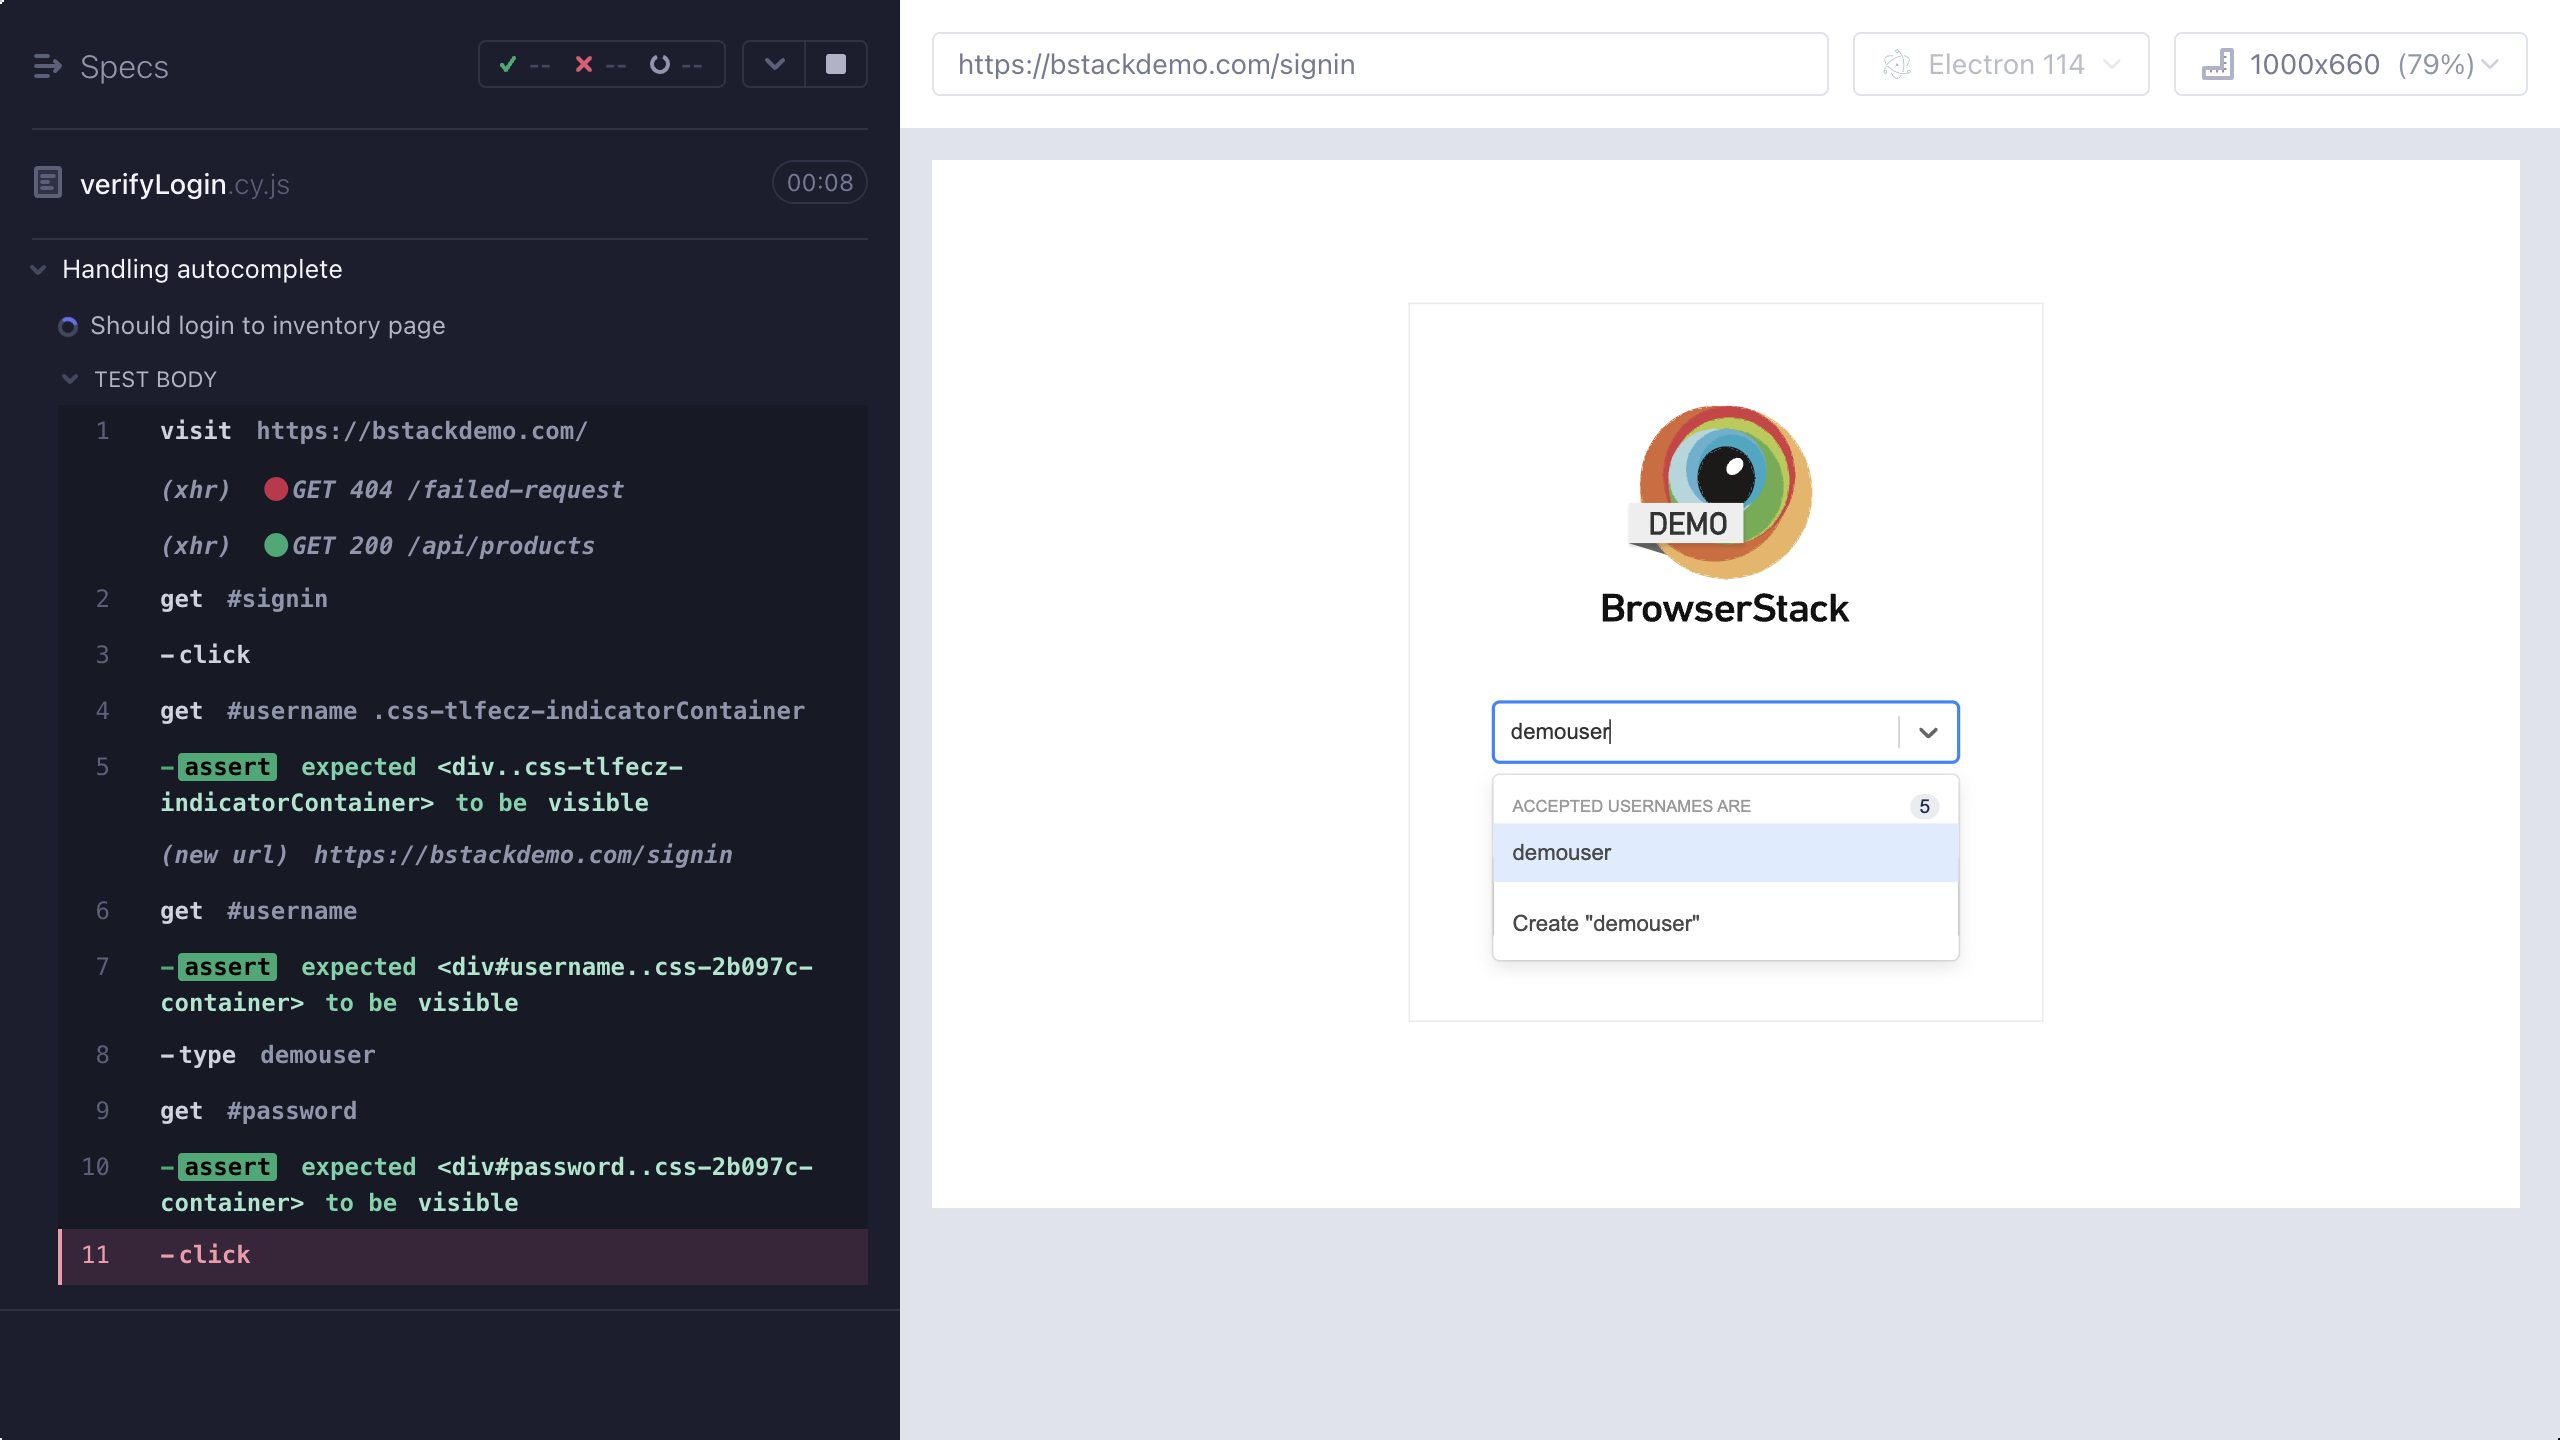 Specs
-- -- --
verifyLogin.cy.js 00:08
Handling autocomplete
Should login to inventory page
TEST BODY
1 visit https://bstackdemo.com/
(xhr) GET 404 /failed-request
(xhr) GET 200 /api/products
2 get #signin
3 -click
4 get #username .css-tlfecz-indicatorContainer
5 -assert expected <div..css-tlfecz-
indicatorContainer> to be visible
(new url) https://bstackdemo.com/signin
6 get #username
7 -assert expected <div#username..css-2b097c-
container> to be visible
8 -type demouser
9 get #password
10 -assert expected <div#password..css-2b097c-
container> to be visible
11 -click
https://bstackdemo.com/signin
Electron 114
1000x660 (79%)
DEMO
BrowserStack
demouser
ACCEPTED USERNAMES ARE 5
demouser
Create "demouser"